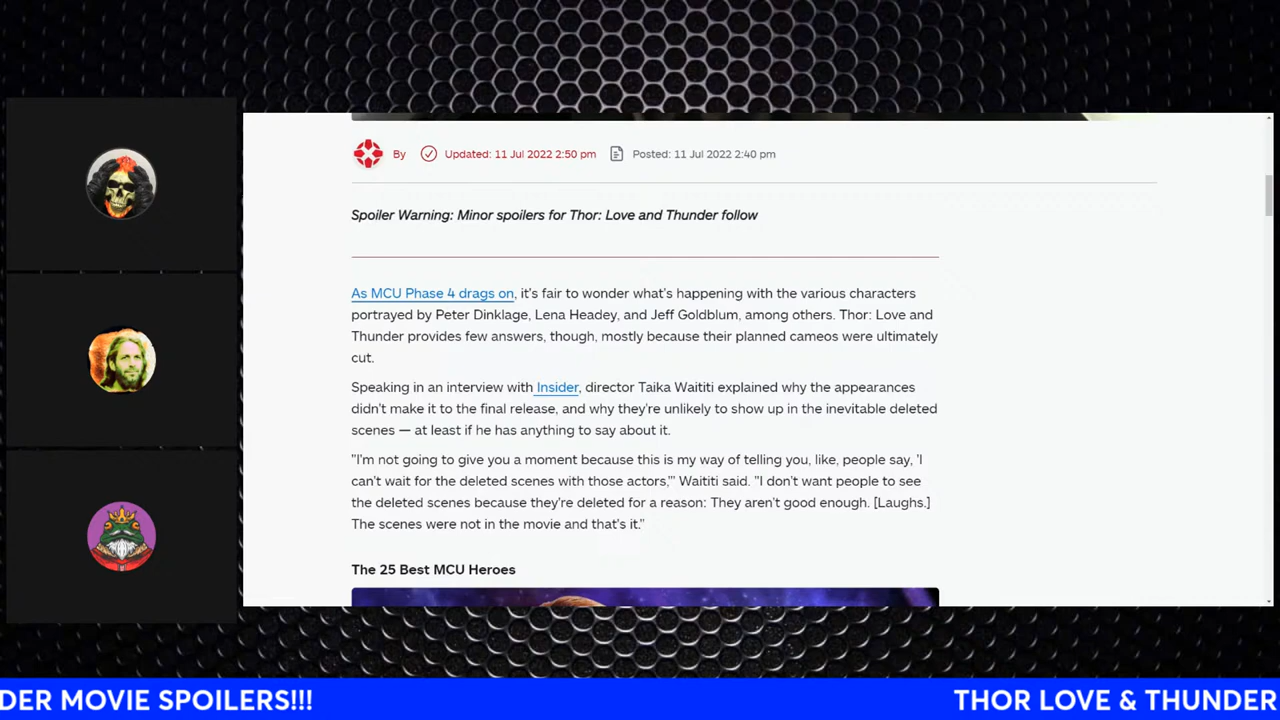 By Updated: 11 Jul 2022 2:50 pm Posted: 11 Jul 2022 2:40 pm
Spoiler Warning: Minor spoilers for Thor: Love and Thunder follow
As MCU Phase 4 drags on, it's fair to wonder what's happening with the various characters
portrayed by Peter Dinklage, Lena Headey, and Jeff Goldblum, among others. Thor: Love and
Thunder provides few answers, though, mostly because their planned cameos were ultimately
cut.
Speaking in an interview with Insider, director Taika Waititi explained why the appearances
didn't make it to the final release, and why they're unlikely to show up in the inevitable deleted
scenes — at least if he has anything to say about it.
"I'm not going to give you a moment because this is my way of telling you, like, people say, 'I
can't wait for the deleted scenes with those actors,'" Waititi said. "I don't want people to see
the deleted scenes because they're deleted for a reason: They aren't good enough. [Laughs.]
The scenes were not in the movie and that's it."
The 25 Best MCU Heroes
DER MOVIE SPOILERS!!! THOR LOVE & THUNDER